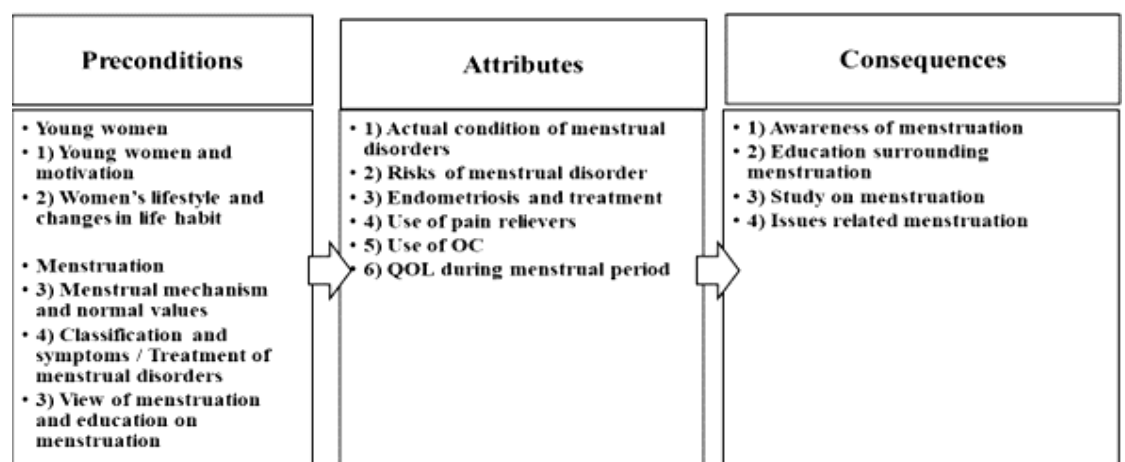 Preconditions
• Young women
• 1) Young women and
motivation
• 2) Women's lifestyle and
changes in life habit
• Menstruation
• 3) Menstrual mechanism
and normal values
• 4) Classification and
symptoms / Treatment of
menstrual disorders
• 3) View of menstruation
and education on
menstruation
Attributes
• 1) Actual condition of menstrual
disorders
• 2) Risks of menstrual disorder
• 3) Endometriosis and treatment
• 4) Use of pain relievers
• 5) Use of OC
• 6) QOL during menstrual period
Consequences
• 1) Awareness of menstruation
• 2) Education surrounding
menstruation
• 3) Study on menstruation
• 4) Issues related menstruation